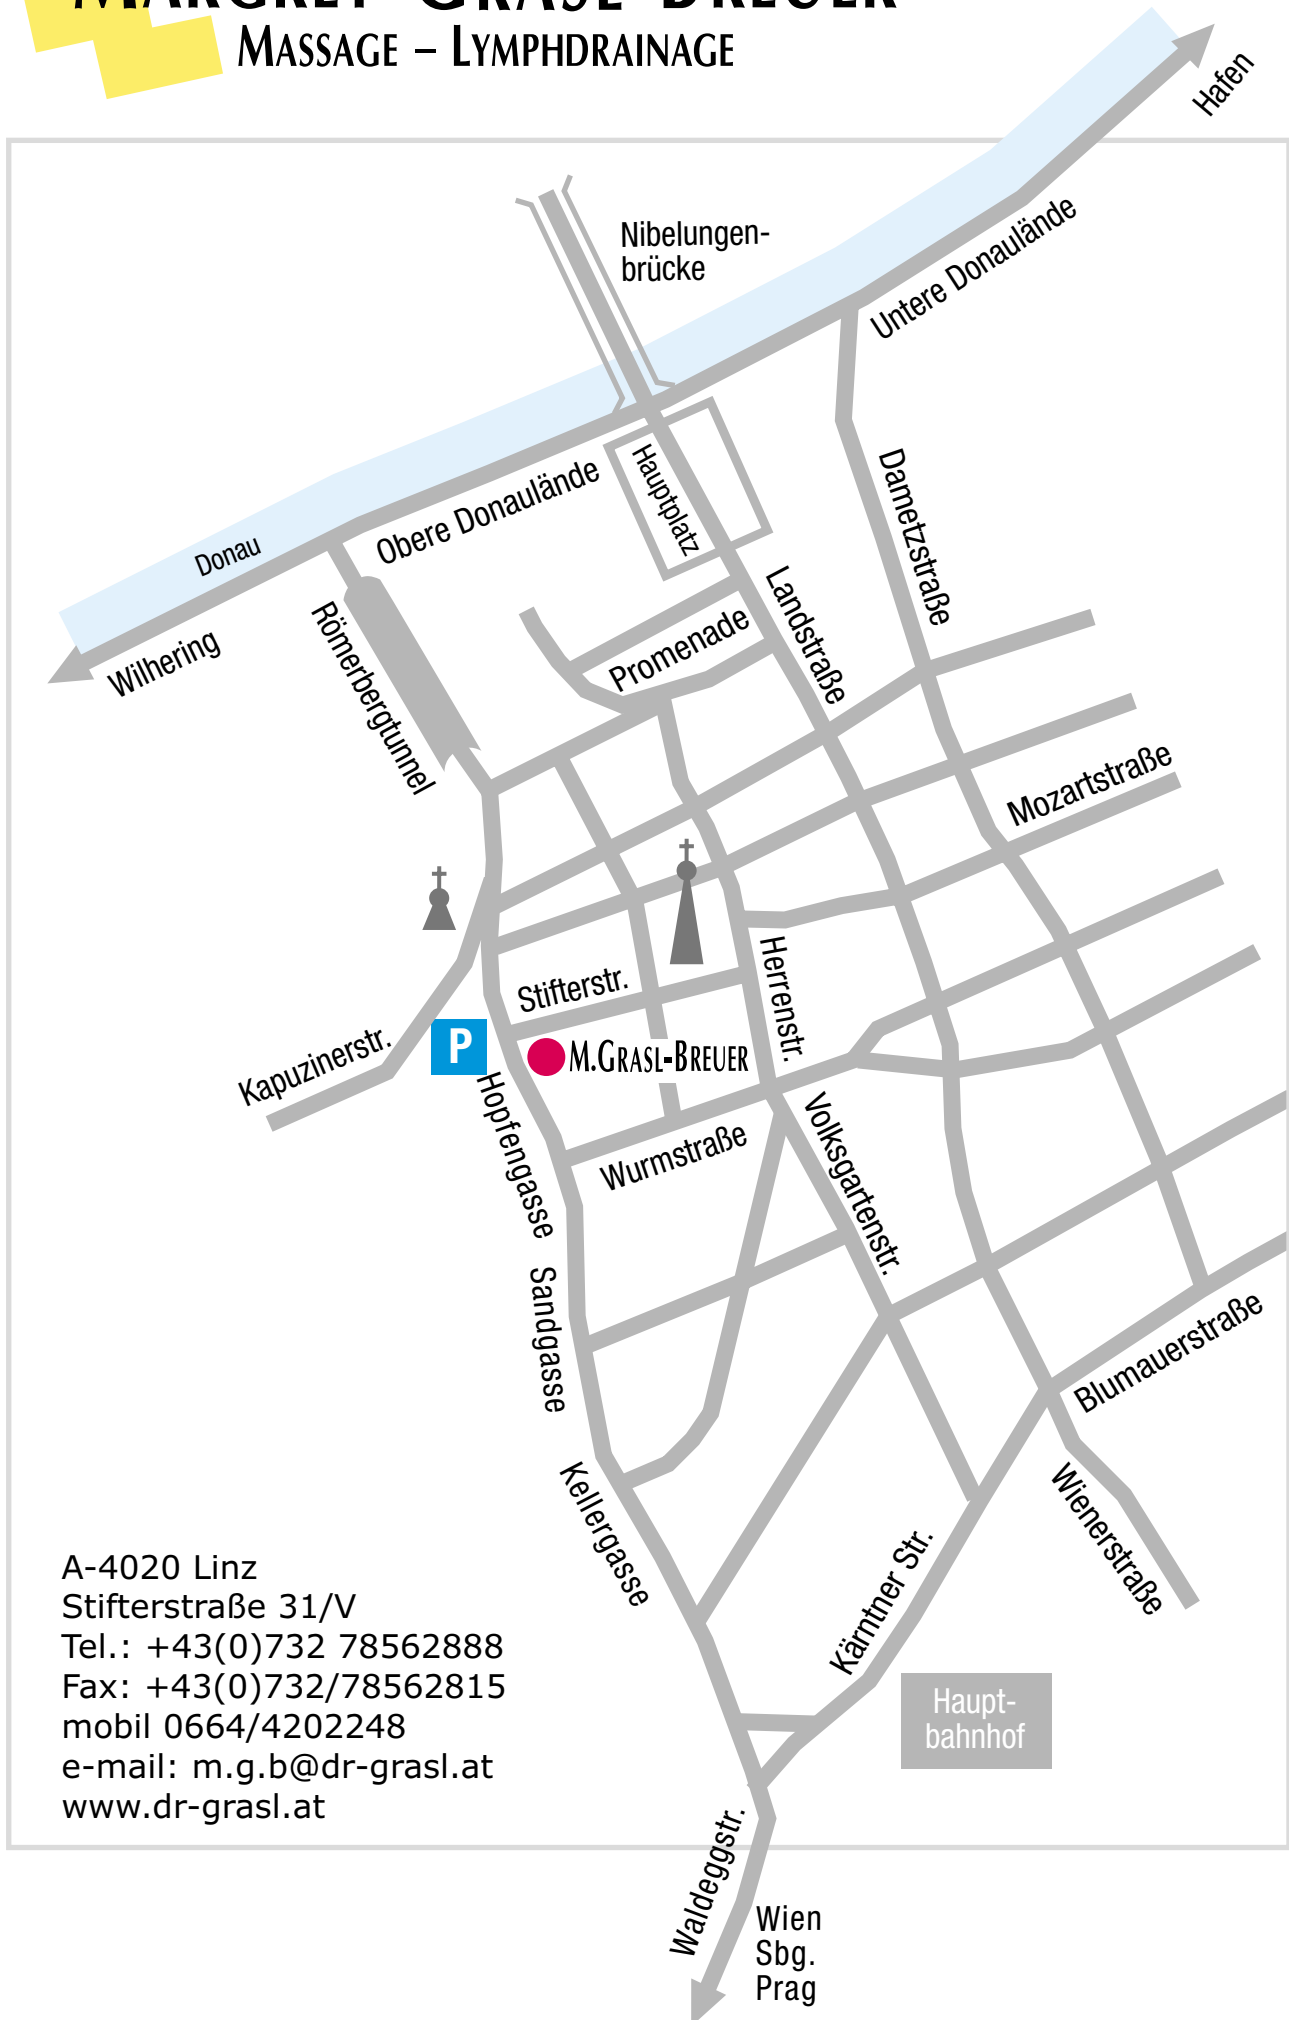 MARGRET GRASL-BREUER
MASSAGE – LYMPHDRAINAGE
Hafen
Nibelungen-
brücke
Untere Donaulände
Hauptplatz
Obere Donaulände
Donau
Wilhering
Römerbergtunnel
Promenade
Landstraße
Dametzstraße
Mozartstraße
Stifterstr.
Herrenstr.
Kapuzinerstr.
P
M.GRASL-BREUER
Hopfengasse
Wurmstraße
Volksgartenstr.
Sandgasse
Blumauerstraße
Kellergasse
Wienerstraße
Kärntner Str.
Haupt-
bahnhof
A-4020 Linz
Stifterstraße 31/V
Tel.: +43(0)732 78562888
Fax: +43(0)732/78562815
mobil 0664/4202248
e-mail: m.g.b@dr-grasl.at
www.dr-grasl.at
Waldeggstr.
Wien
Sbg.
Prag